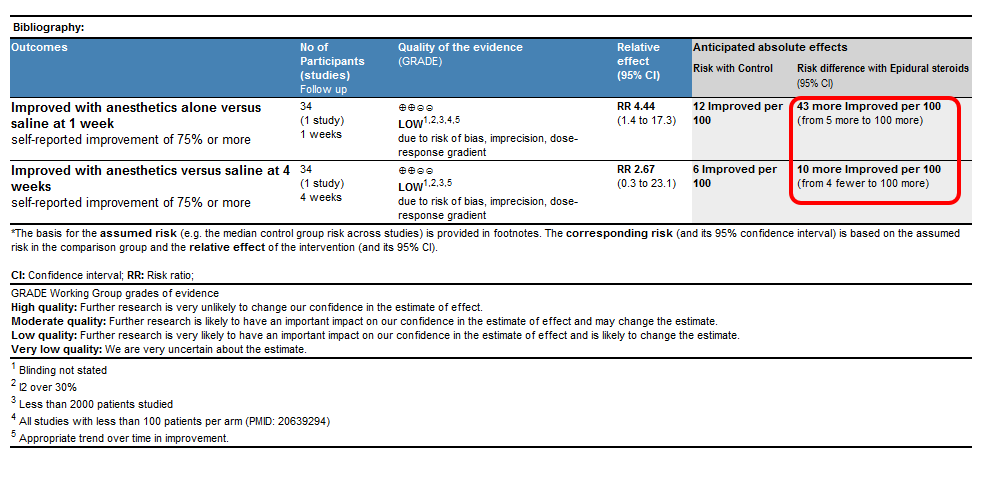 Bibliography:
Outcomes
No of
Participants
(studies)
Follow up
Quality of the evidence
(GRADE)
Relative
effect
(95% CI)
Anticipated absolute effects
Risk with Control
Risk difference with Epidural steroids
(95% CI)
Improved with anesthetics alone versus
saline at 1 week
self-reported improvement of 75% or more
34
(1 study)
1 weeks
⊕⊕⊝⊝
LOW1,2,3,4,5
due to risk of bias, imprecision, dose-
response gradient
RR 4.44
(1.4 to 17.3)
12 Improved per
100
43 more Improved per 100
(from 5 more to 100 more)
Improved with anesthetics versus saline at 4
weeks
self-reported improvement of 75% or more
34
(1 study)
4 weeks
⊕⊕⊝⊝
LOW1,2,3,5
due to risk of bias, imprecision, dose-
response gradient
RR 2.67
(0.3 to 23.1)
6 Improved per
100
10 more Improved per 100
(from 4 fewer to 100 more)
*The basis for the assumed risk (e.g. the median control group risk across studies) is provided in footnotes. The corresponding risk (and its 95% confidence interval) is based on the assumed
risk in the comparison group and the relative effect of the intervention (and its 95% CI).
CI: Confidence interval; RR: Risk ratio;
GRADE Working Group grades of evidence
High quality: Further research is very unlikely to change our confidence in the estimate of effect.
Moderate quality: Further research is likely to have an important impact on our confidence in the estimate of effect and may change the estimate.
Low quality: Further research is very likely to have an important impact on our confidence in the estimate of effect and is likely to change the estimate.
Very low quality: We are very uncertain about the estimate.
1 Blinding not stated
2 I2 over 30%
3 Less than 2000 patients studied
4 All studies with less than 100 patients per arm (PMID: 20639294)
5 Appropriate trend over time in improvement.